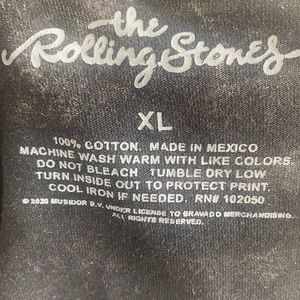 the
Rolling Stones
XL
100% COTTON. MADE IN MEXICO
MACHINE WASH WARM WITH LIKE COLORS.
DO NOT BLEACH TUMBLE DRY LOW
TURN INSIDE OUT TO PROTECT PRINT.
COOL IRON IF NEEDED. RN# 102050
© 2020 MUSIDOR B.V. UNDER LICENSE TO BRAVADO MERCHANDISING.
ALL RIGHTS RESERVED.